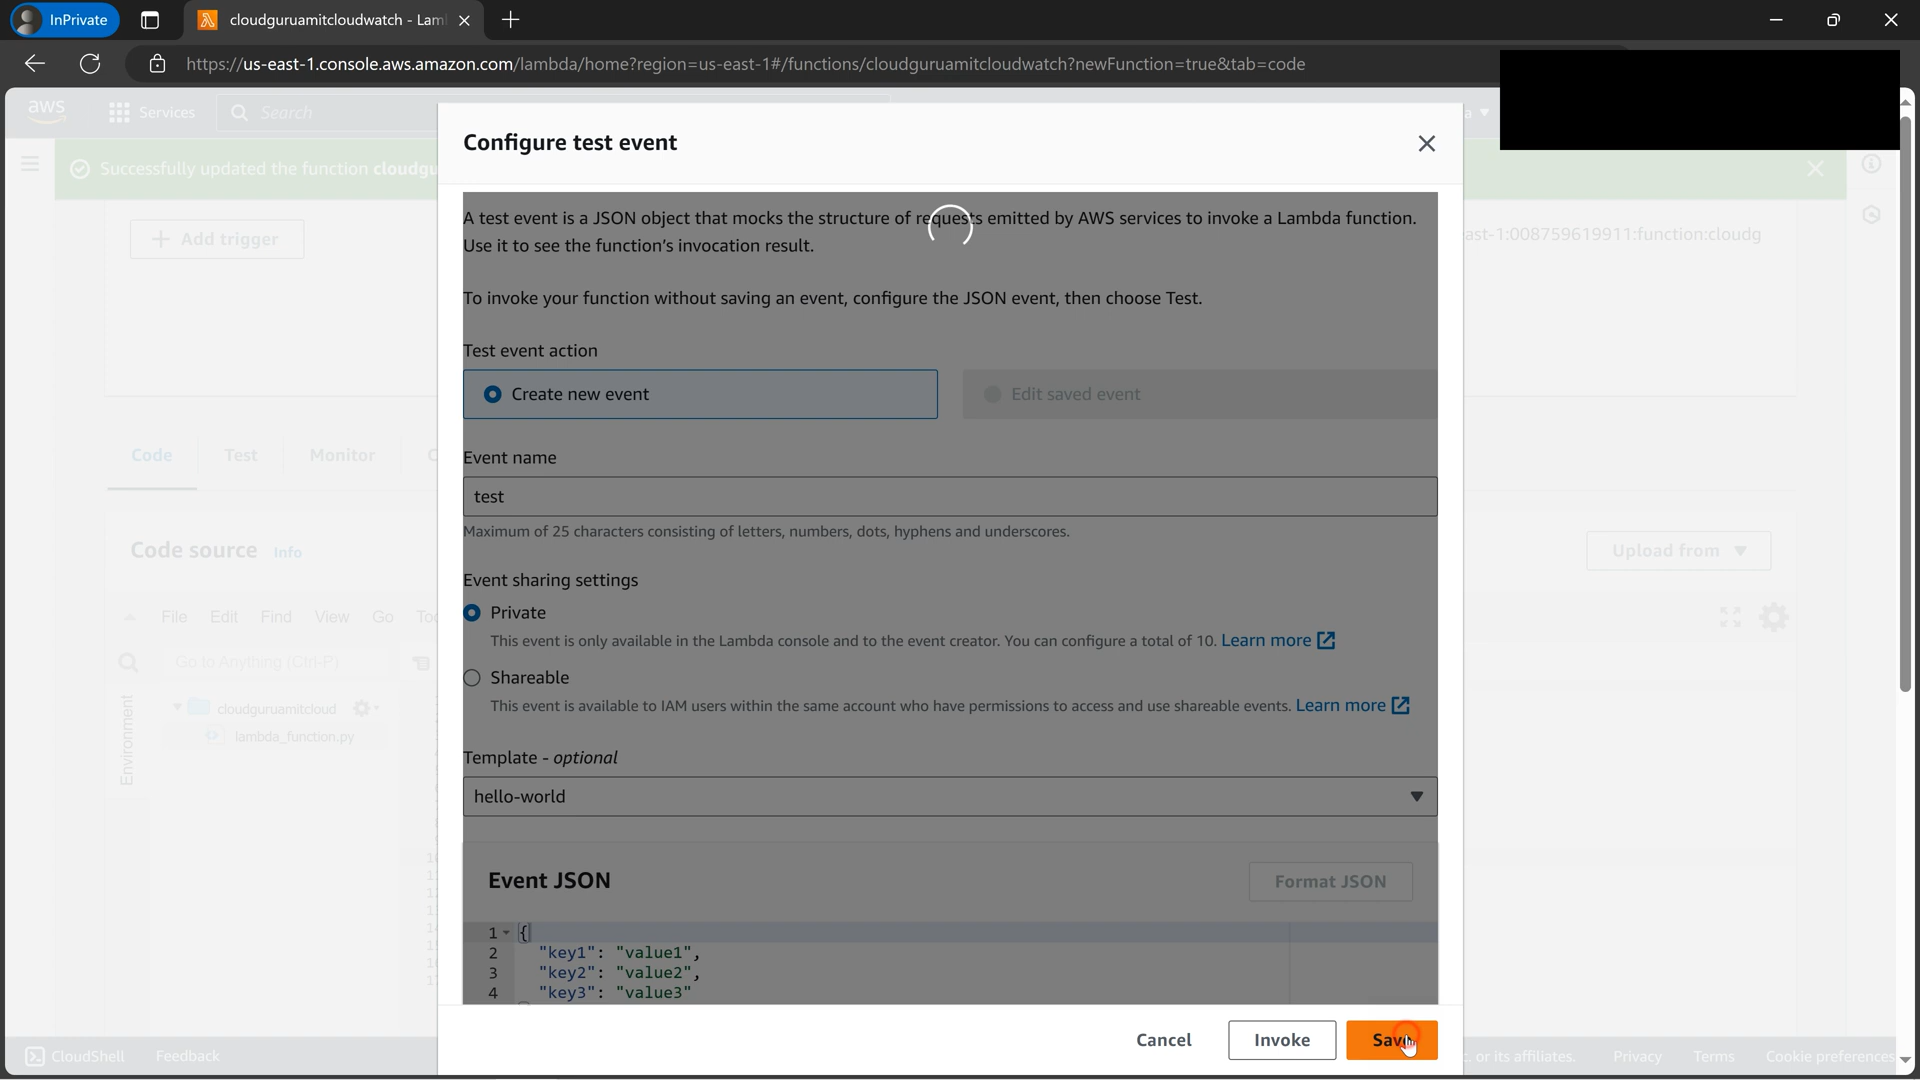 InPrivate
cloudguruamitcloudwatch - Lam
https://us-east-1.console.aws.amazon.com/lambda/home?region=us-east-1#/functions/cloudguruamitcloudwatch?newFunction=true&tab=code
aws
Services
Search
a
Configure test event
Successfully updated the function cloudgu
A test event is a JSON object that mocks the structure of requests emitted by AWS services to invoke a Lambda function.
Use it to see the function's invocation result.
+ Add trigger
ast-1:008759619911:function:cloudg
To invoke your function without saving an event, configure the JSON event, then choose Test.
Test event action
Create new event
Edit saved event
Code
Test
Monitor
C
Event name
test
Maximum of 25 characters consisting of letters, numbers, dots, hyphens and underscores.
Code source Info
Upload from
Event sharing settings
Private
This event is only available in the Lambda console and to the event creator. You can configure a total of 10. Learn more
File Edit Find View Go Too
Go to Anything (Ctrl-P)
Shareable
This event is available to IAM users within the same account who have permissions to access and use shareable events. Learn more
Environment
cloudguruamitcloud
lambda_function.py
Template - optional
hello-world
Event JSON
Format JSON
1 {
2 "key1": "value1",
3 "key2": "value2",
4 "key3": "value3"
Cancel
Invoke
Save
CloudShell
Feedback
. or its affiliates.
Privacy
Terms
Cookie preferences